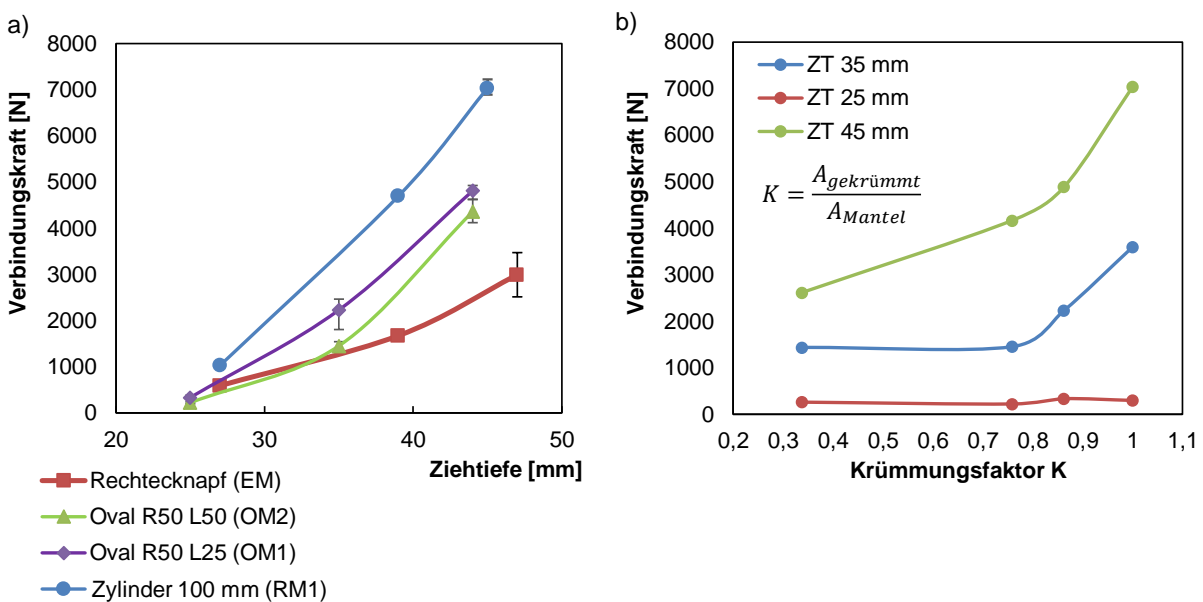 a)
Verbindungskraft [N]
8000
7000
6000
5000
4000
3000
2000
1000
0
20
30
40
50
Ziehtiefe [mm]
Rechtecknapf (EM)
Oval R50 L50 (OM2)
Oval R50 L25 (OM1)
Zylinder 100 mm (RM1)
b)
Verbindungskraft [N]
8000
7000
6000
5000
4000
3000
2000
1000
0
ZT 35 mm
ZT 25 mm
ZT 45 mm
K = A_gekrümmt / A_Mantel
0,2 0,3 0,4 0,5 0,6 0,7 0,8 0,9 1 1,1
Krümmungsfaktor K